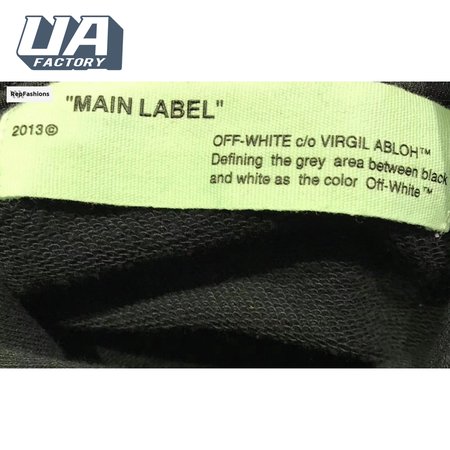 UA
FACTORY
RepFashions
"MAIN LABEL"
2013©
OFF-WHITE c/o VIRGIL ABLOH™
Defining the grey area between black
and white as the color Off-White™